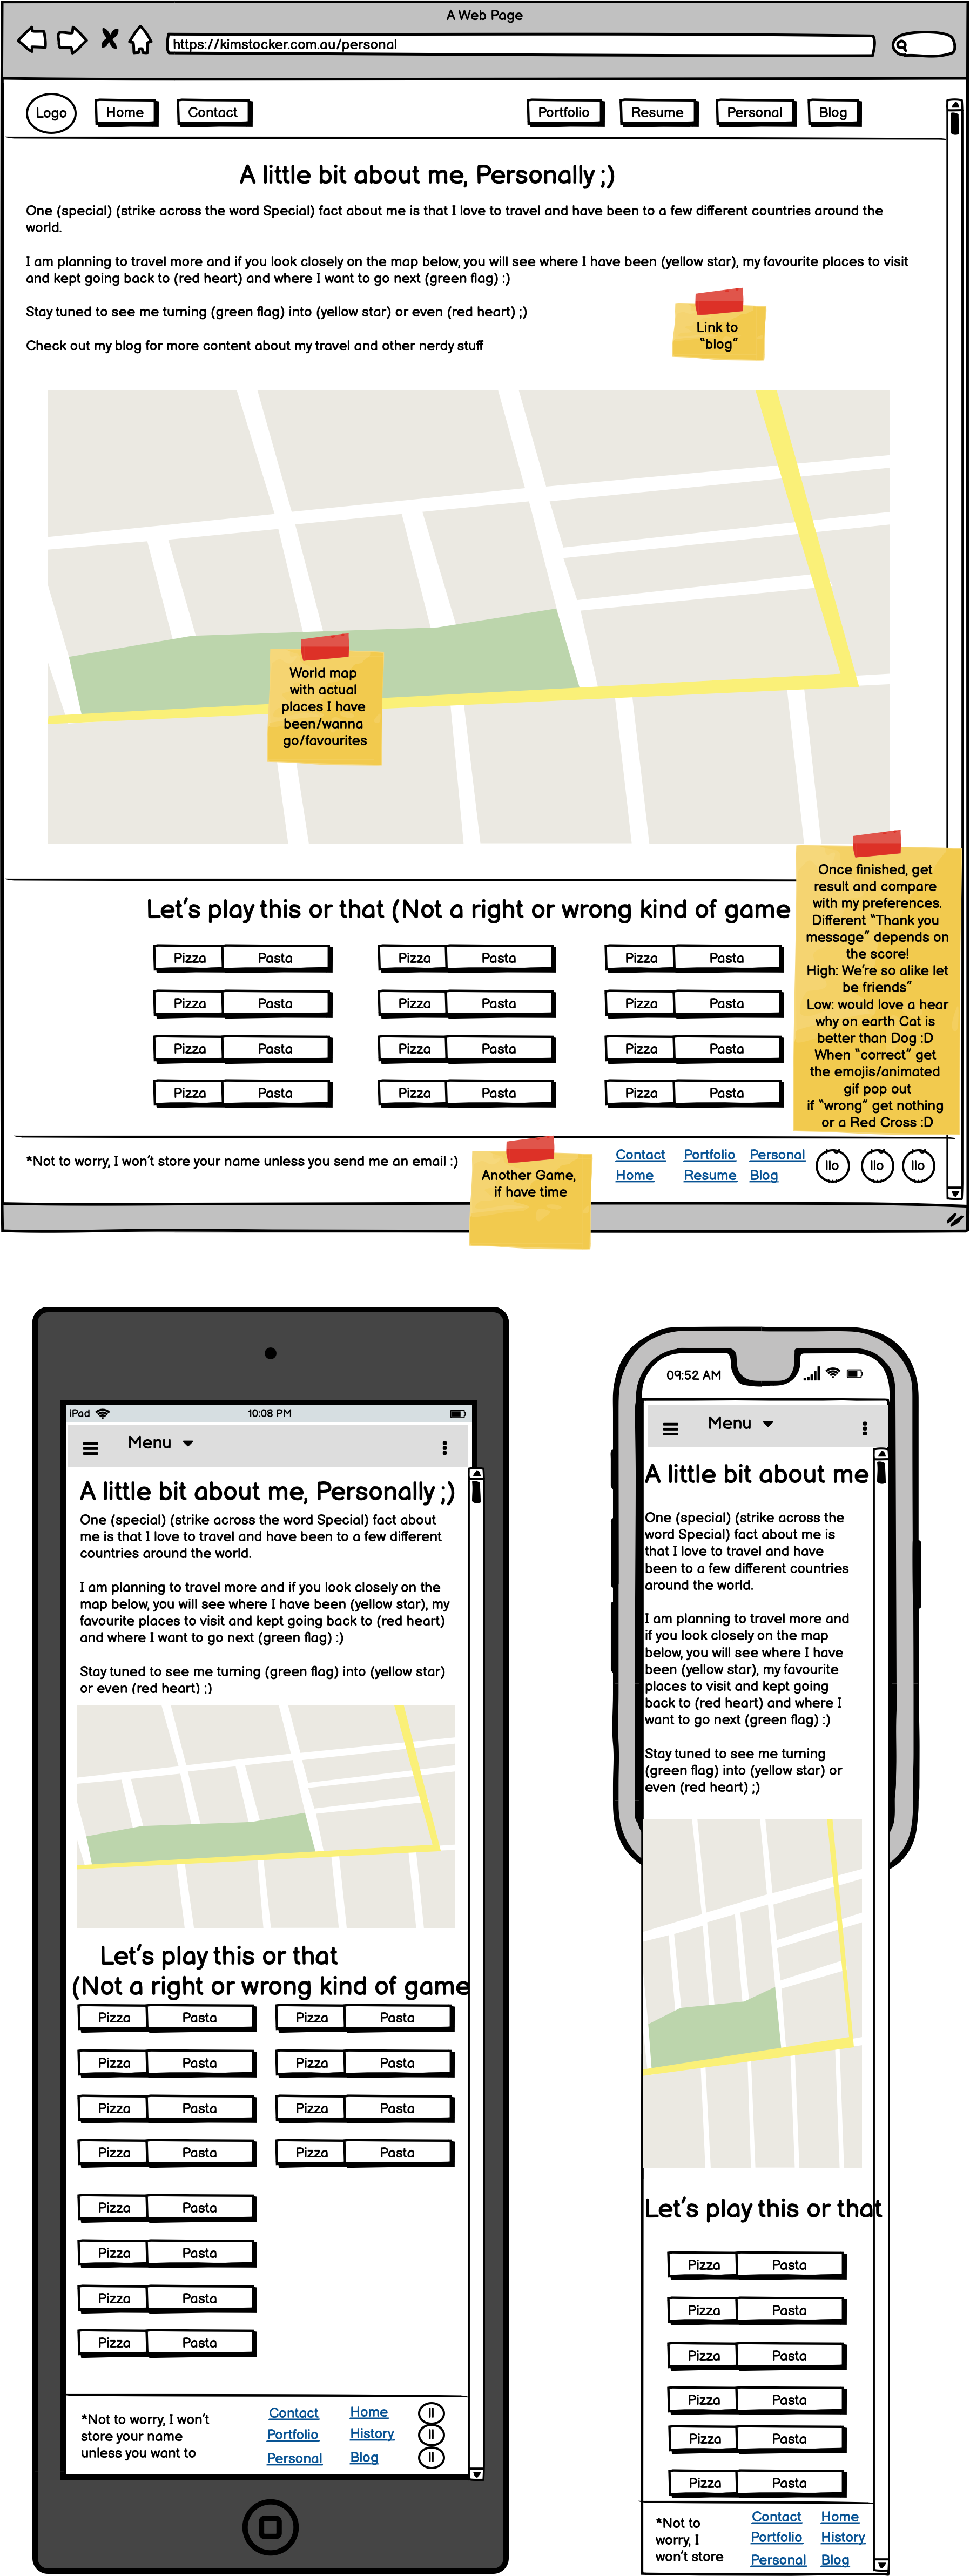 A Web Page
https://kimstocker.com.au/personal
Logo
Home
Contact
Portfolio
Resume
Personal
Blog
A little bit about me, Personally ;)
One (special) (strike across the word Special) fact about me is that I love to travel and have been to a few different countries around the
world.
I am planning to travel more and if you look closely on the map below, you will see where I have been (yellow star), my favourite places to visit
and kept going back to (red heart) and where I want to go next (green flag) :)
Stay tuned to see me turning (green flag) into (yellow star) or even (red heart) ;)
Check out my blog for more content about my travel and other nerdy stuff
Link to
"blog"
World map
with actual
places I have
been/wanna
go/favourites
Let's play this or that (Not a right or wrong kind of game
Pizza Pasta Pizza Pasta Pizza Pasta
Pizza Pasta Pizza Pasta Pizza Pasta
Pizza Pasta Pizza Pasta Pizza Pasta
Pizza Pasta Pizza Pasta Pizza Pasta
Once finished, get
result and compare
with my preferences.
Different "Thank you
message" depends on
the score!
High: We're so alike let
be friends"
Low: would love a hear
why on earth Cat is
better than Dog :D
When "correct" get
the emojis/animated
gif pop out
if "wrong" get nothing
or a Red Cross :D
*Not to worry, I won't store your name unless you send me an email :)
Another Game,
if have time
Contact Portfolio Personal
Home Resume Blog
llo llo llo
iPad
10:08 PM
Menu
A little bit about me, Personally ;)
One (special) (strike across the word Special) fact about
me is that I love to travel and have been to a few different
countries around the world.
I am planning to travel more and if you look closely on the
map below, you will see where I have been (yellow star), my
favourite places to visit and kept going back to (red heart)
and where I want to go next (green flag) :)
Stay tuned to see me turning (green flag) into (yellow star)
or even (red heart) ;)
Let's play this or that
(Not a right or wrong kind of game
Pizza Pasta Pizza Pasta
Pizza Pasta Pizza Pasta
Pizza Pasta Pizza Pasta
Pizza Pasta Pizza Pasta
Pizza Pasta
Pizza Pasta
Pizza Pasta
Pizza Pasta
*Not to worry, I won't
store your name
unless you want to
Contact Home
Portfolio History
Personal Blog
ll
ll
ll
09:52 AM
Menu
A little bit about me
One (special) (strike across the
word Special) fact about me is
that I love to travel and have
been to a few different countries
around the world.
I am planning to travel more and
if you look closely on the map
below, you will see where I have
been (yellow star), my favourite
places to visit and kept going
back to (red heart) and where I
want to go next (green flag) :)
Stay tuned to see me turning
(green flag) into (yellow star) or
even (red heart) ;)
Let's play this or that
Pizza Pasta
Pizza Pasta
Pizza Pasta
Pizza Pasta
Pizza Pasta
Pizza Pasta
*Not to
worry, I
won't store
Contact Home
Portfolio History
Personal Blog